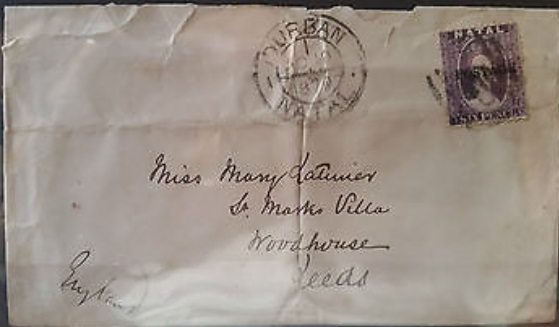 DURBAN
NATAL
NATAL
Miss Mary Latimer
St. Marks Villa
Woodhouse
Leeds
England